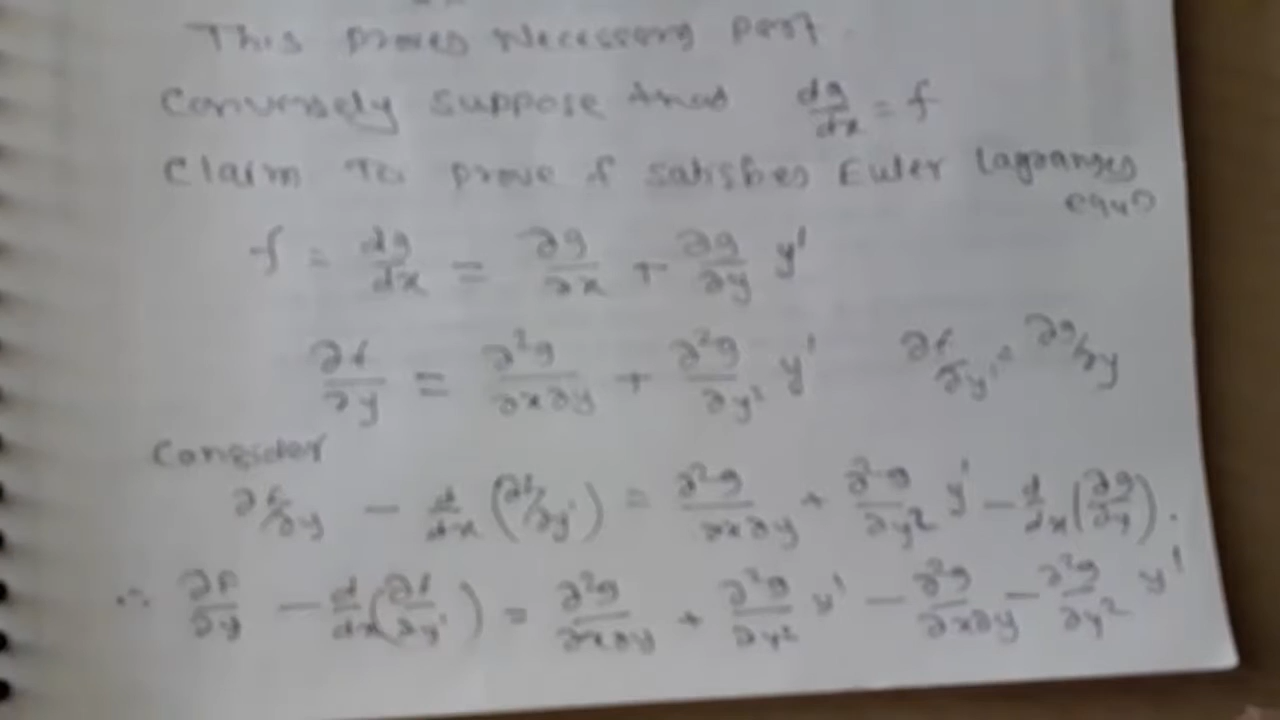 This proves Necessary part.
Conversely suppose that dg/dx = f
Claim To prove f satisfies Euler Lagranges
equn
f = dg/dx = ∂g/∂x + ∂g/∂y y'
∂f/∂y = ∂²g/∂x∂y + ∂²g/∂y² y' ∂f/∂y' = ∂g/∂y
Consider
∂f/∂y - d/dx (∂f/∂y') = ∂²g/∂x∂y + ∂²g/∂y² y' - d/dx (∂g/∂y).
∴ ∂f/∂y - d/dx (∂f/∂y') = ∂²g/∂x∂y + ∂²g/∂y² y' - ∂²g/∂x∂y - ∂²g/∂y² y'